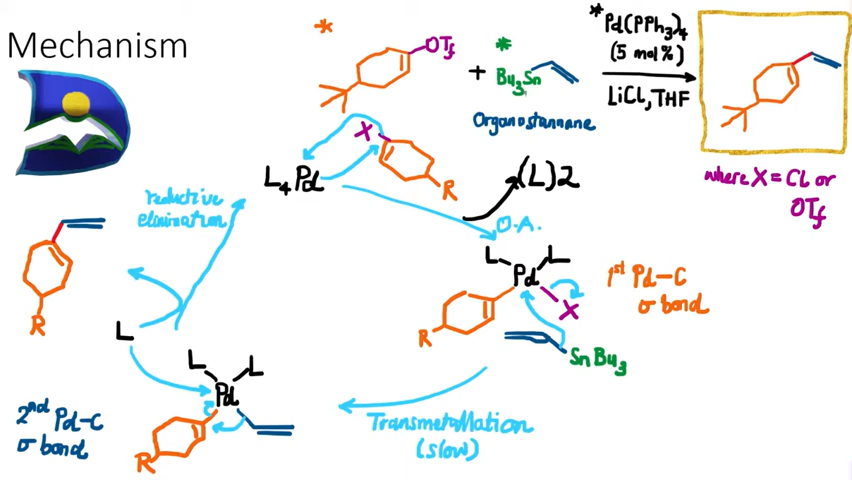 Mechanism
*
OTf
+
*
Bu3Sn
Organostannane
*Pd(PPh3)4
(5 mol%)
LiCl, THF
where X = Cl or
OTf
X
L4Pd
R
(L)2
O.A.
reductive
elimination
R
L L
Pd
X
R
SnBu3
1st Pd-C
σ bond
L
L L
Pd
R
2nd Pd-C
σ bond
Transmetallation
(slow)